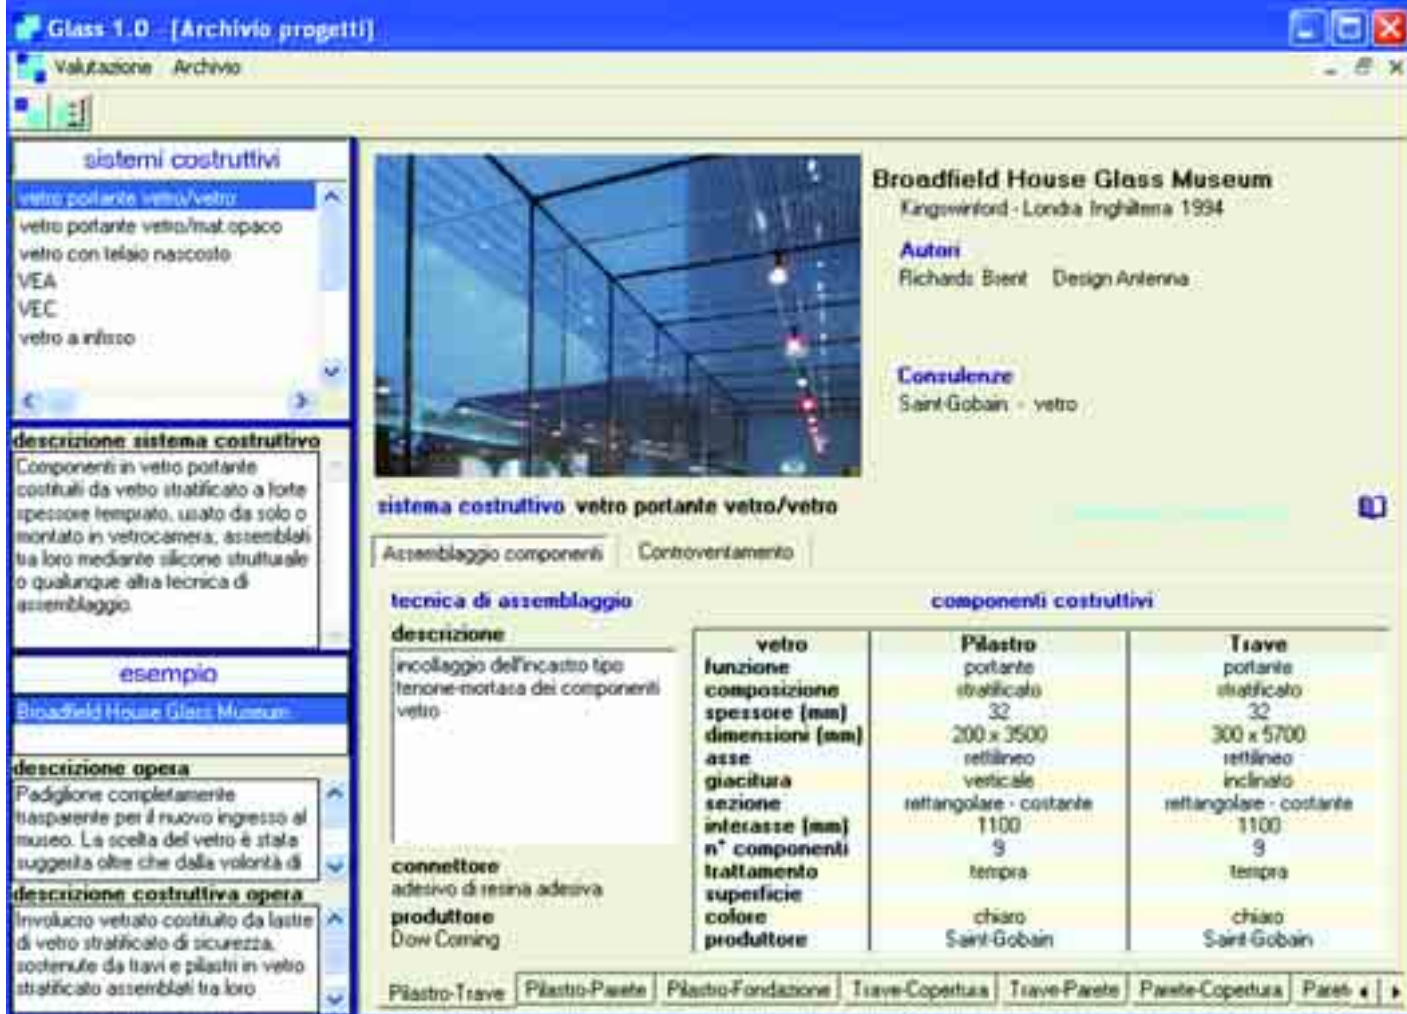 Glass 1.0 - [Archivio progetti]
Valutazione Archivio
sistemi costruttivi
vetro portante vetro/vetro
vetro portante vetro/mat.opaco
vetro con telaio nascosto
VEA
VEC
vetro a infisso
descrizione sistema costruttivo
Componenti in vetro portante
costituiti da vetro stratificato a forte
spessore temprato, usato da solo o
montato in vetrocamera, assemblati
tra loro mediante silicone strutturale
o qualunque altra tecnica di
assemblaggio.
esempio
Broadfield House Glass Museum
descrizione opera
Padiglione completamente
trasparente per il nuovo ingresso al
museo. La scelta del vetro è stata
suggerita oltre che dalla volontà di
descrizione costruttiva opera
Involucro vetrato costituito da lastre
di vetro stratificato di sicurezza,
sostenute da travi e pilastri in vetro
stratificato assemblati tra loro
Broadfield House Glass Museum
Kingswinford - Londra Inghilterra 1994
Autori
Richards Brent Design Antenna
Consulenze
Saint-Gobain - vetro
sistema costruttivo vetro portante vetro/vetro
Assemblaggio componenti Controventamento
tecnica di assemblaggio
descrizione
incollaggio dell'incastro tipo
tenone-mortasa dei componenti
vetro
connettore
adesivo di resina adesiva
produttore
Dow Corning
componenti costruttivi
vetro Pilastro Trave
funzione portante portante
composizione stratificato stratificato
spessore (mm) 32 32
dimensioni (mm) 200 x 3500 300 x 5700
asse rettilineo rettilineo
giacitura verticale inclinato
sezione rettangolare - costante rettangolare - costante
interasse (mm) 1100 1100
n° componenti 9 9
trattamento tempra tempra
superficie
colore chiaro chiaro
produttore Saint-Gobain Saint-Gobain
Pilastro-Trave Pilastro-Parete Pilastro-Fondazione Trave-Copertura Trave-Parete Parete-Copertura Paret